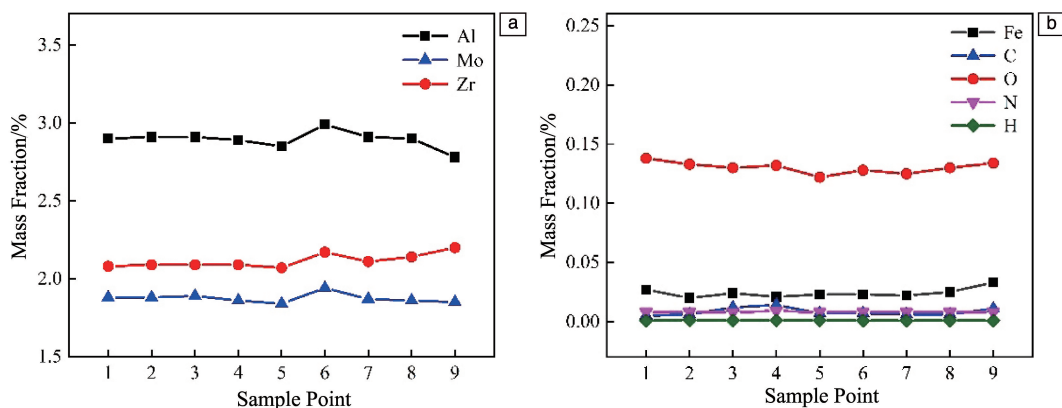 a
3.5
3.0
2.5
2.0
1.5
Mass Fraction/%
Al
Mo
Zr
1 2 3 4 5 6 7 8 9
Sample Point
b
0.25
0.20
0.15
0.10
0.05
0.00
Mass Fraction/%
Fe
C
O
N
H
1 2 3 4 5 6 7 8 9
Sample Point